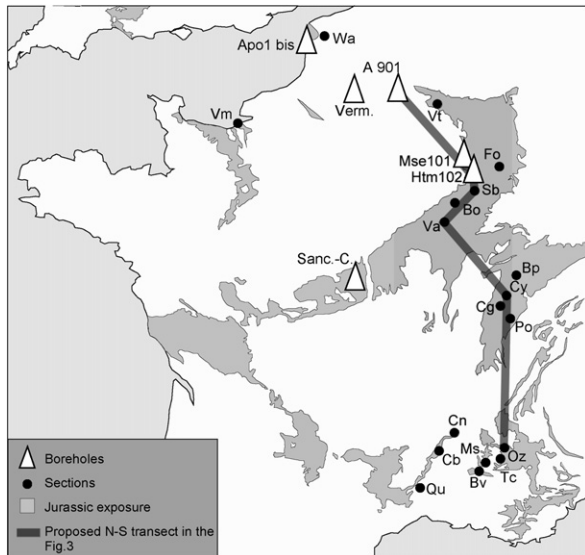 Apo1 bis
Wa
A 901
Verm.
Vt
Vm
Mse101
Fo
Htm102
Sb
Bo
Va
Sanc.-C.
Bp
Cy
Cg
Po
Cn
Ms
Oz
Cb
Tc
Bv
Qu
Boreholes
Sections
Jurassic exposure
Proposed N-S transect in the
Fig.3